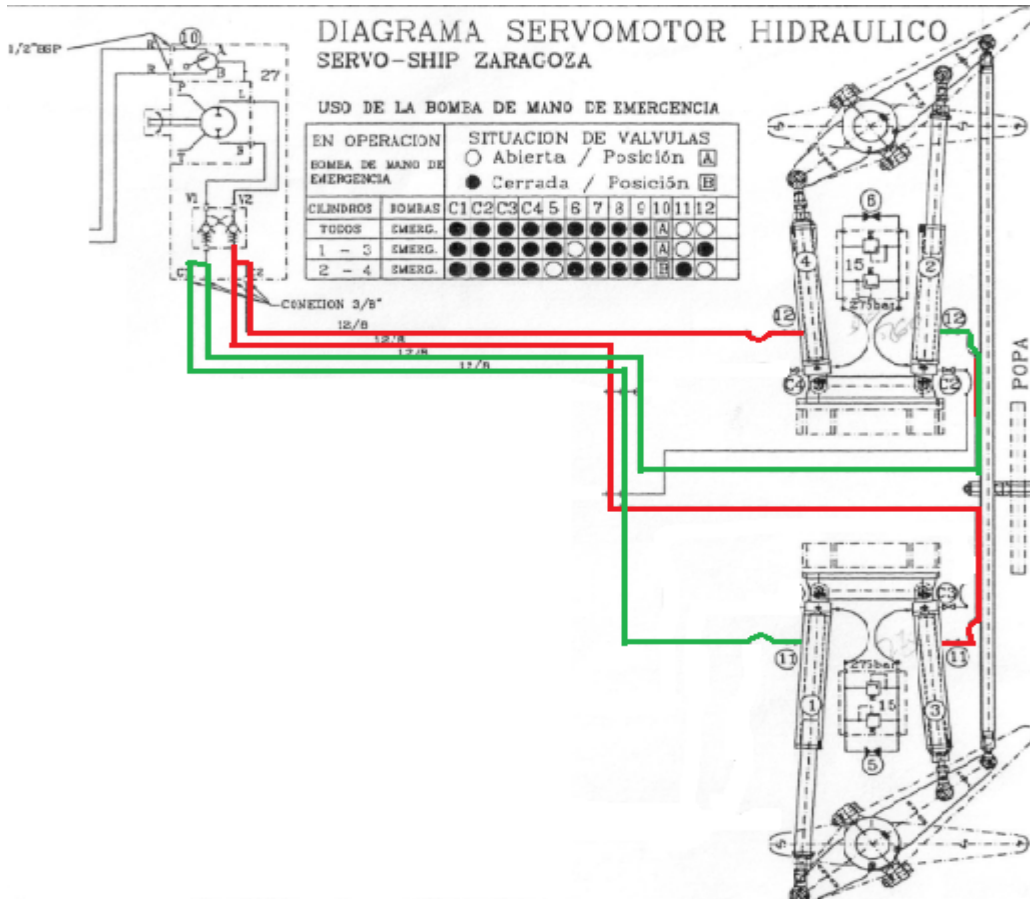 DIAGRAMA SERVOMOTOR HIDRAULICO
SERVO-SHIP ZARAGOZA
USO DE LA BOMBA DE MANO DE EMERGENCIA
EN OPERACION
BOMBA DE MANO DE
EMERGENCIA
SITUACION DE VALVULAS
Abierta / Posición A
Cerrada / Posición B
CILINDROS BOMBAS C1 C2 C3 C4 5 6 7 8 9 10 11 12
TODOS EMERG. A
1 - 3 EMERG. A
2 - 4 EMERG. B
1/2"BSP
10
R A
R B
27
P L
V1 V2
CONEXION 3/8"
12/8
12/8
12/8
12/8
6
4
15
2
275bar
12
12
C4
C2
POPA
C3
11
11
275bar
1
15
3
5